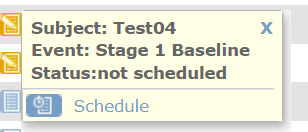 Subject: Test04 X
Event: Stage 1 Baseline
Status:not scheduled
Schedule